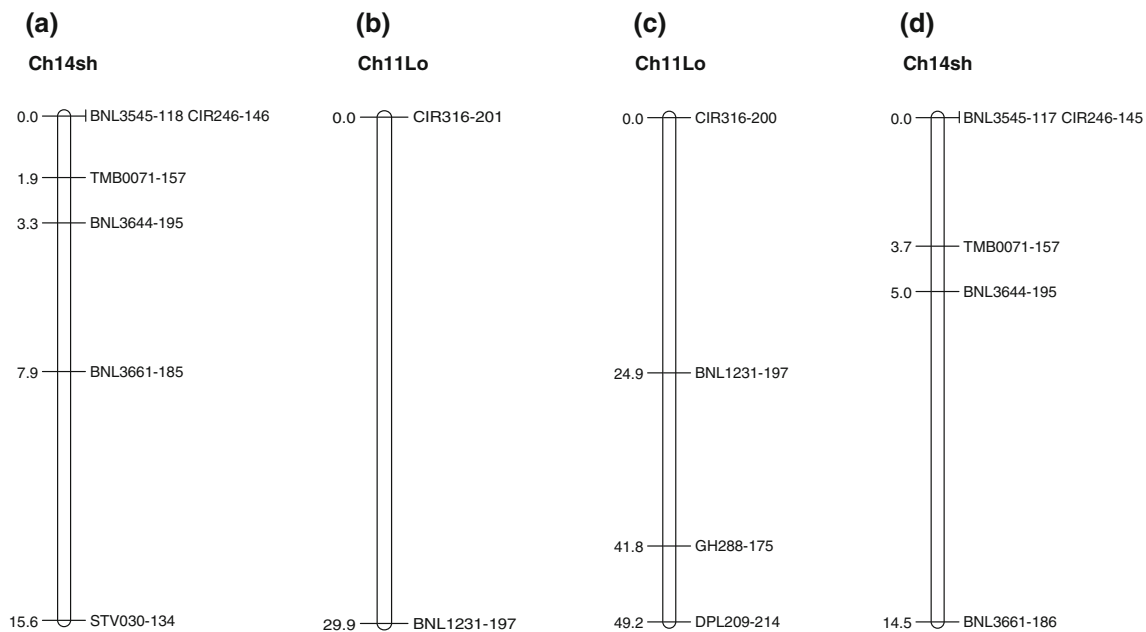 (a)
Ch14sh
0.0 BNL3545-118 CIR246-146
1.9 TMB0071-157
3.3 BNL3644-195
7.9 BNL3661-185
15.6 STV030-134
(b)
Ch11Lo
0.0 CIR316-201
29.9 BNL1231-197
(c)
Ch11Lo
0.0 CIR316-200
24.9 BNL1231-197
41.8 GH288-175
49.2 DPL209-214
(d)
Ch14sh
0.0 BNL3545-117 CIR246-145
3.7 TMB0071-157
5.0 BNL3644-195
14.5 BNL3661-186